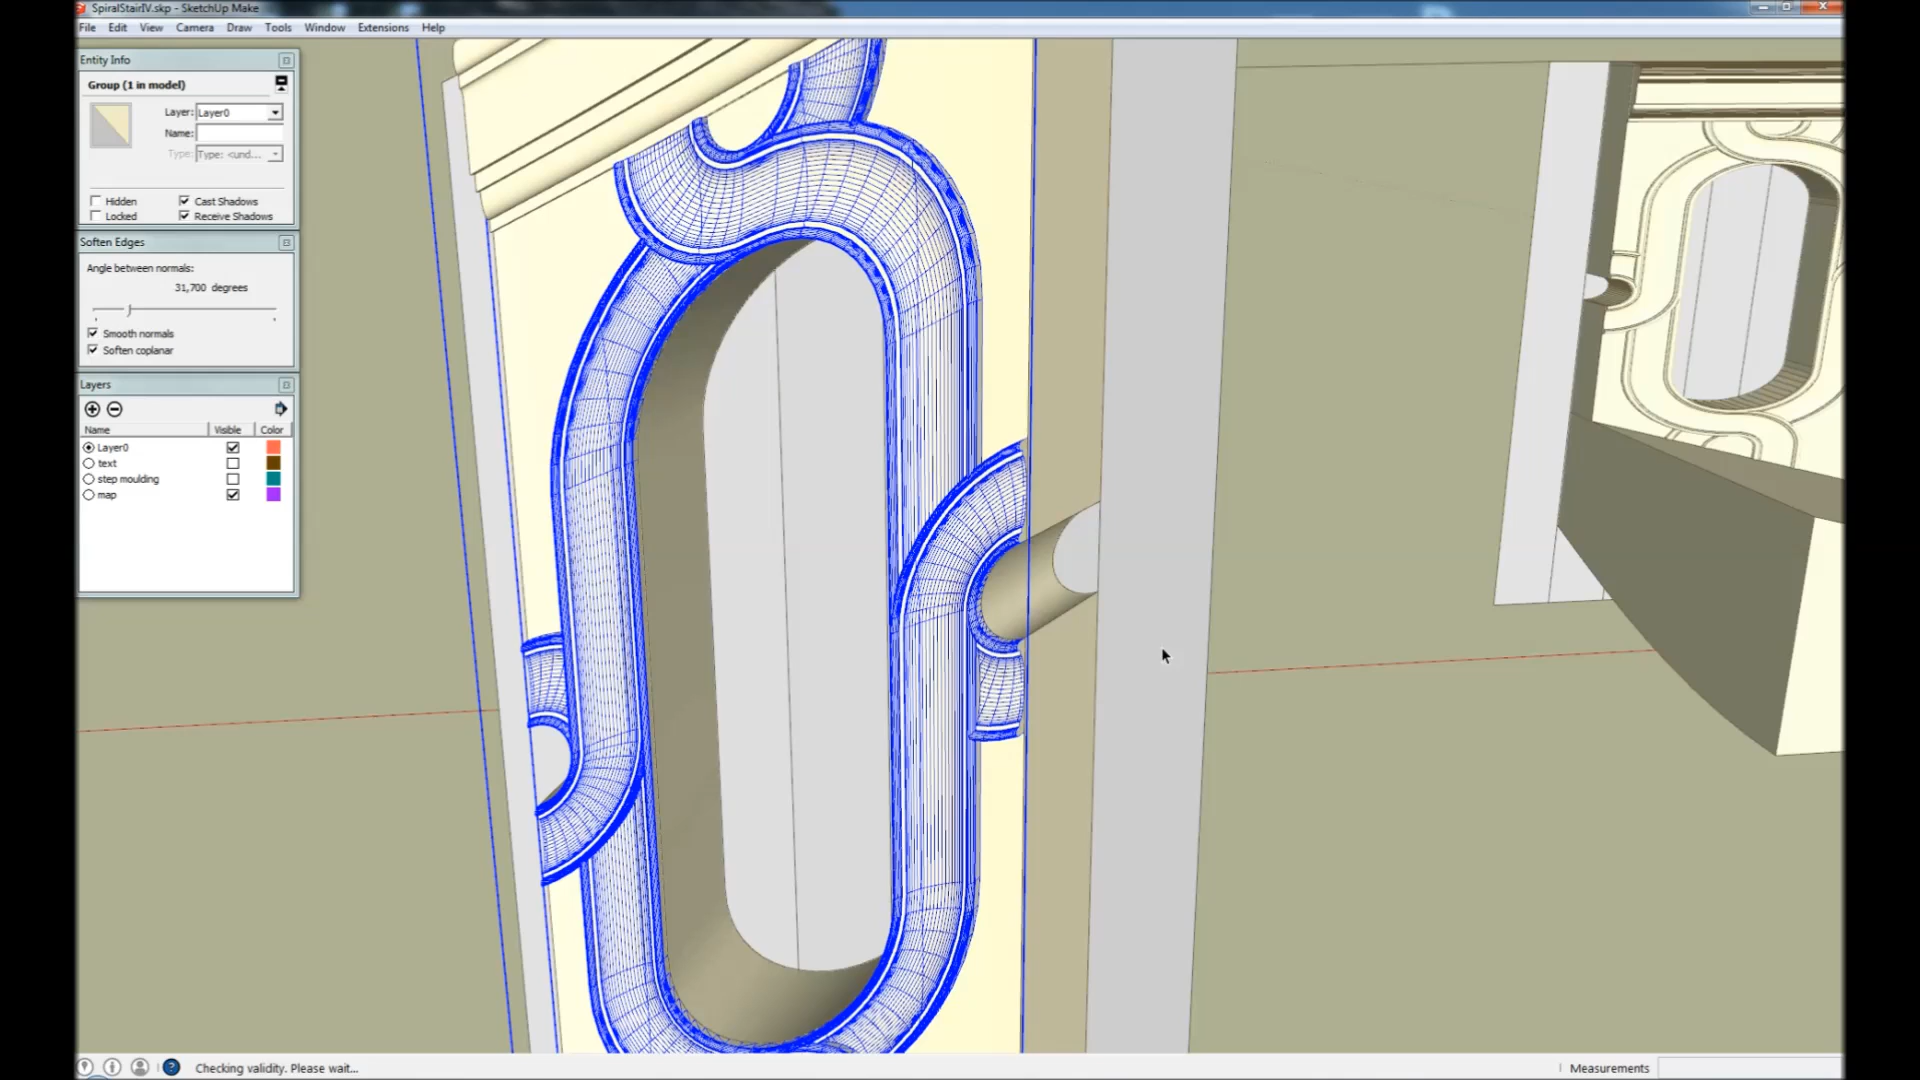 SpiralStairIV.skp - SketchUp Make
File Edit View Camera Draw Tools Window Extensions Help
Entity Info
Group (1 in model)
Layer: Layer0
Name:
Type: Type: <und...
Hidden Cast Shadows
Locked Receive Shadows
Soften Edges
Angle between normals:
31,700 degrees
Smooth normals
Soften coplanar
Layers
Name Visible Color
Layer0
text
step moulding
map
Checking validity. Please wait...
Measurements